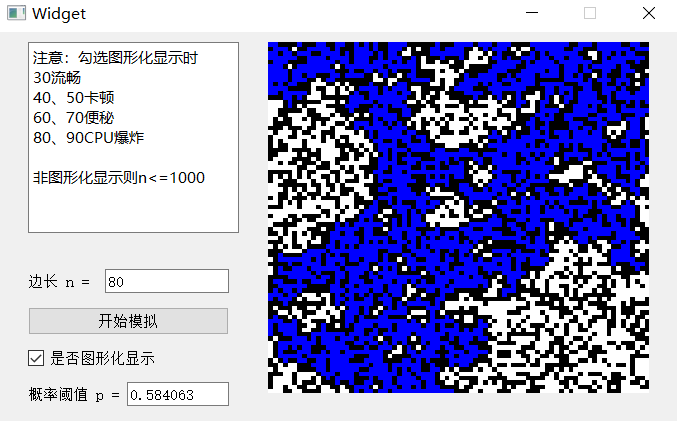 Widget
注意：勾选图形化显示时
30流畅
40、50卡顿
60、70便秘
80、90CPU爆炸
非图形化显示则n<=1000
边长 n = 80
开始模拟
是否图形化显示
概率阈值 p = 0.584063